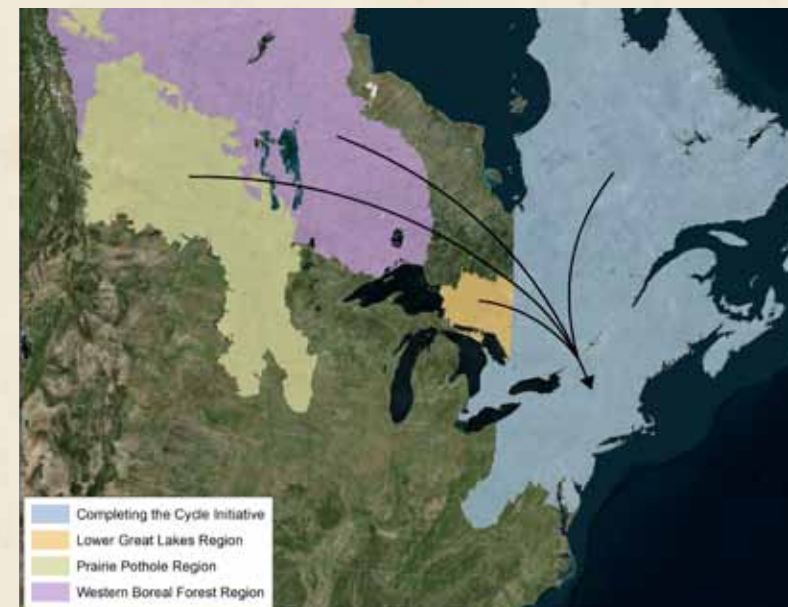 Completing the Cycle Initiative
Lower Great Lakes Region
Prairie Pothole Region
Western Boreal Forest Region